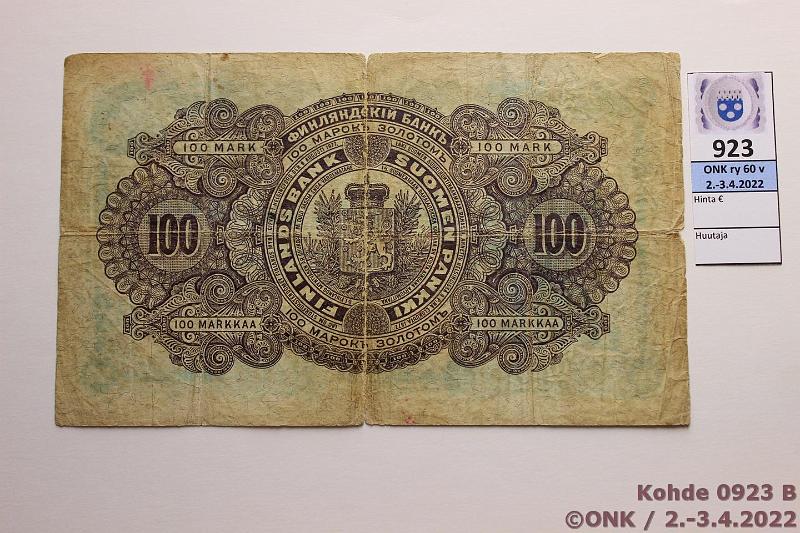 ФИНЛЯНДСКІЙ БАНКЪ
100 МАРОКЪ ЗОЛОТОМЪ
100 MARK
100 MARK
FINLANDS BANK
SUOMEN PANKKI
100
100
100 MARKKAA
100 MARKKAA
100 МАРОКЪ ЗОЛОТОМЪ
923
ONK ry 60 v
2.-3.4.2022
Hinta €
Huutaja
Kohde 0923 B
©ONK / 2.-3.4.2022